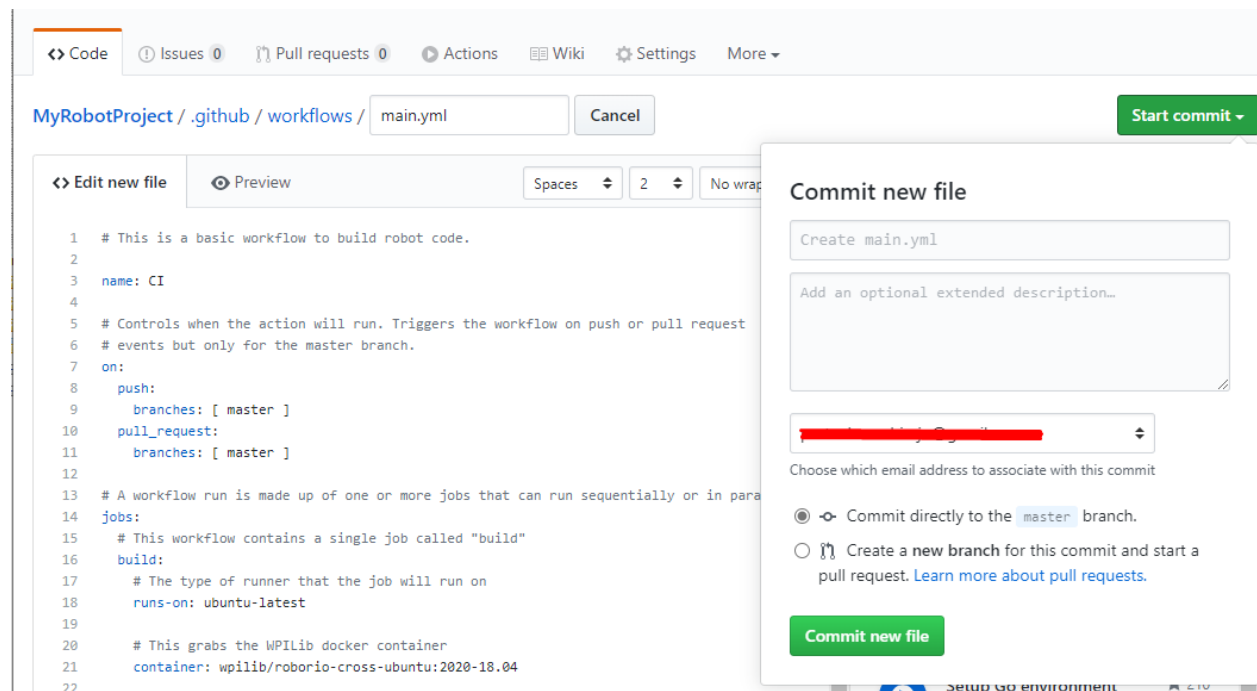 Code Issues 0 Pull requests 0 Actions Wiki Settings More
MyRobotProject / .github / workflows / main.yml Cancel
Start commit
Edit new file Preview
Spaces 2 No wrap
1 # This is a basic workflow to build robot code.
2
3 name: CI
4
5 # Controls when the action will run. Triggers the workflow on push or pull request
6 # events but only for the master branch.
7 on:
8 push:
9 branches: [ master ]
10 pull_request:
11 branches: [ master ]
12
13 # A workflow run is made up of one or more jobs that can run sequentially or in para
14 jobs:
15 # This workflow contains a single job called "build"
16 build:
17 # The type of runner that the job will run on
18 runs-on: ubuntu-latest
19
20 # This grabs the WPILib docker container
21 container: wpilib/roborio-cross-ubuntu:2020-18.04
22
Commit new file
Create main.yml
Add an optional extended description…
Choose which email address to associate with this commit
Commit directly to the master branch.
Create a new branch for this commit and start a
pull request. Learn more about pull requests.
Commit new file
Setup Go environment